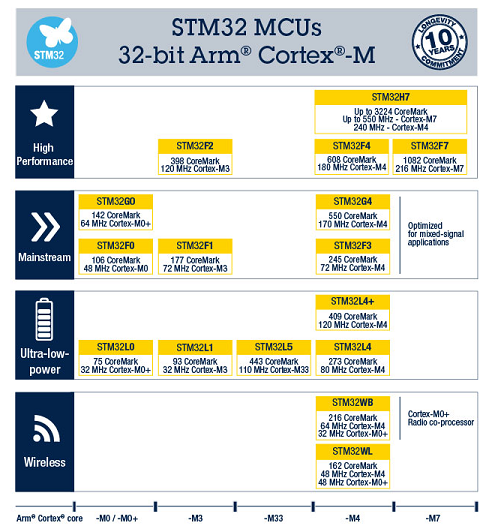 STM32
STM32 MCUs
32-bit Arm® Cortex®-M
LONGEVITY
10
YEARS
COMMITMENT
High
Performance
STM32H7
Up to 3224 CoreMark
Up to 550 MHz - Cortex-M7
240 MHz - Cortex-M4
STM32F2
398 CoreMark
120 MHz Cortex-M3
STM32F4
608 CoreMark
180 MHz Cortex-M4
STM32F7
1082 CoreMark
216 MHz Cortex-M7
Mainstream
STM32G0
142 CoreMark
64 MHz Cortex-M0+
STM32G4
550 CoreMark
170 MHz Cortex-M4
Optimized
for mixed-signal
applications
STM32F0
106 CoreMark
48 MHz Cortex-M0
STM32F1
177 CoreMark
72 MHz Cortex-M3
STM32F3
245 CoreMark
72 MHz Cortex-M4
Ultra-low-
power
STM32L4+
409 CoreMark
120 MHz Cortex-M4
STM32L0
75 CoreMark
32 MHz Cortex-M0+
STM32L1
93 CoreMark
32 MHz Cortex-M3
STM32L5
443 CoreMark
110 MHz Cortex-M33
STM32L4
273 CoreMark
80 MHz Cortex-M4
Wireless
STM32WB
216 CoreMark
64 MHz Cortex-M4
32 MHz Cortex-M0+
Cortex-M0+
Radio co-processor
STM32WL
162 CoreMark
48 MHz Cortex-M4
48 MHz Cortex-M0+
Arm® Cortex® core
-M0 / -M0+
-M3
-M33
-M4
-M7